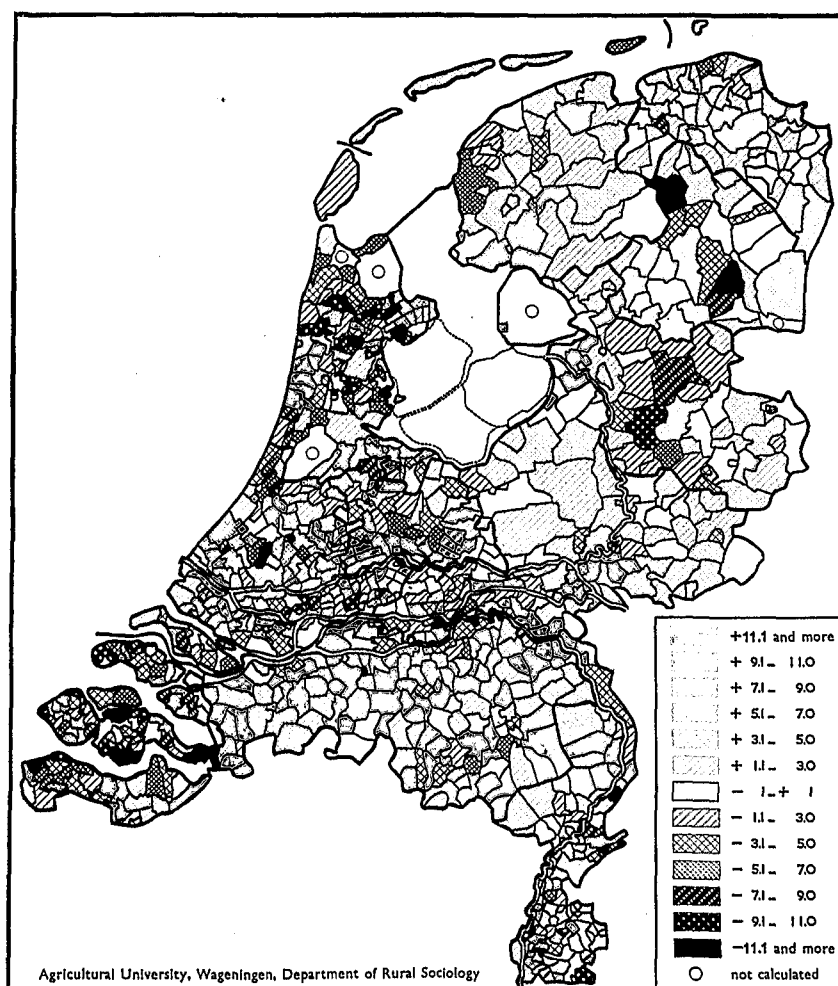 +11.1 and more
+ 9.1– 11.0
+ 7.1– 9.0
+ 5.1– 7.0
+ 3.1– 5.0
+ 1.1– 3.0
– 1–+ 1
– 1.1– 3.0
– 3.1– 5.0
– 5.1– 7.0
– 7.1– 9.0
– 9.1– 11.0
–11.1 and more
not calculated
Agricultural University, Wageningen, Department of Rural Sociology